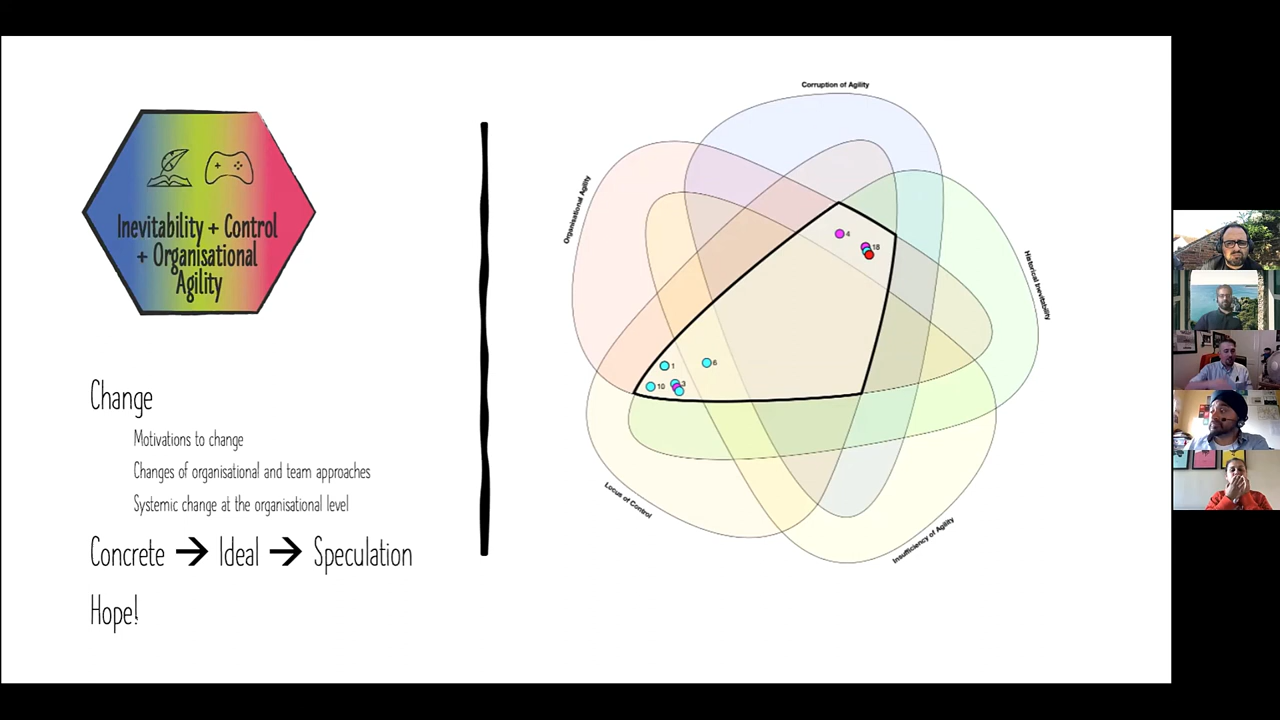 Inevitability + Control
+ Organisational
Agility
Change
Motivations to change
Changes of organisational and team approaches
Systemic change at the organisational level
Concrete → Ideal → Speculation
Hope!
Corruption of Agility
Organisational Agility
Historical Inevitability
Locus of Control
Insufficiency of Agility
4
18
1
6
10
3